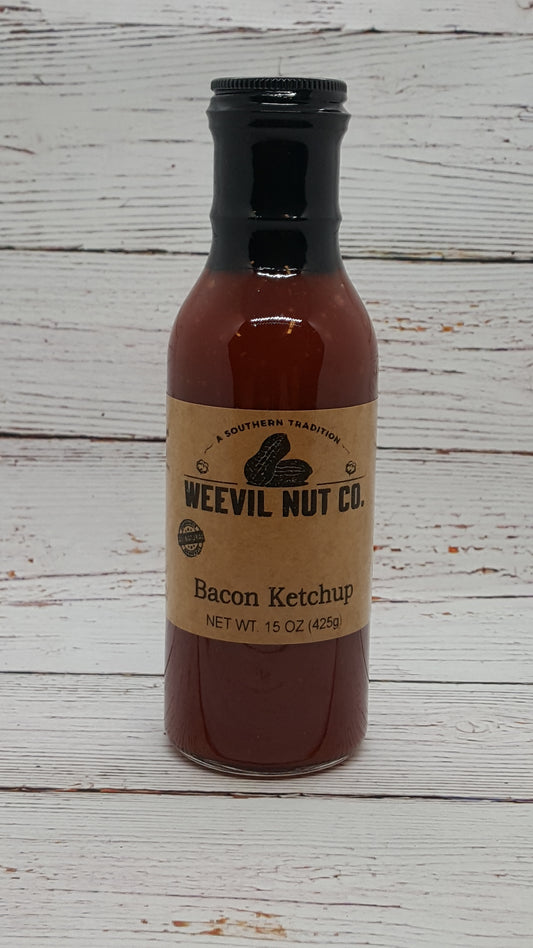 A SOUTHERN TRADITION
WEEVIL NUT CO.
Bacon Ketchup
NET WT. 15 OZ (425g)